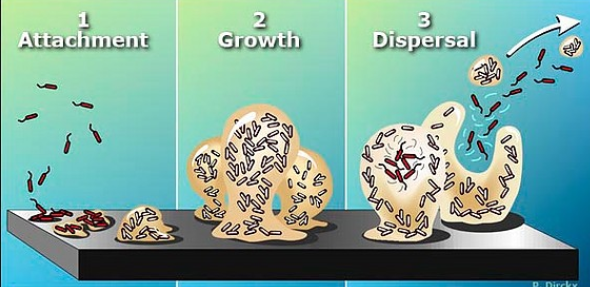 1
Attachment
2
Growth
3
Dispersal
P. Dirckx